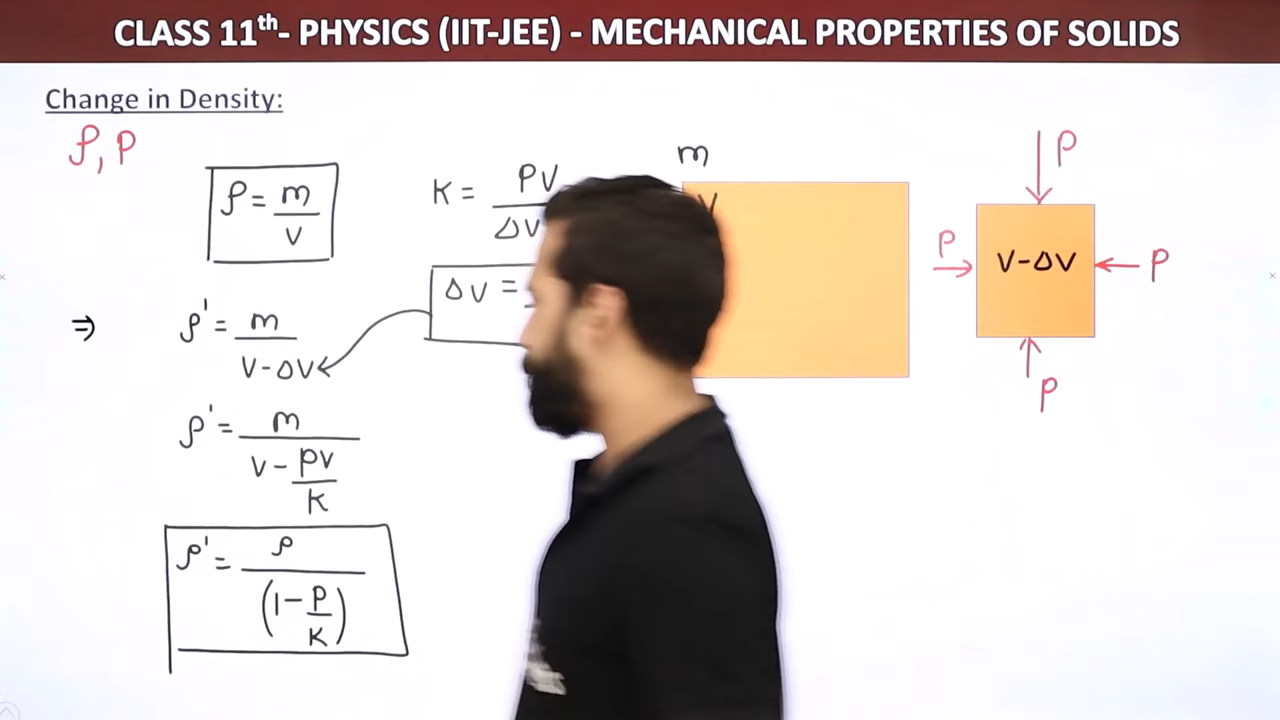 CLASS 11th- PHYSICS (IIT-JEE) - MECHANICAL PROPERTIES OF SOLIDS
Change in Density:
ρ, P
ρ = m/V
K = PV/ΔV
ΔV =
m
V
⇒ ρ' = m/(V-ΔV)
ρ' = m/(V - PV/K)
ρ' = ρ/(1 - P/K)
P
P
V-ΔV
P
P